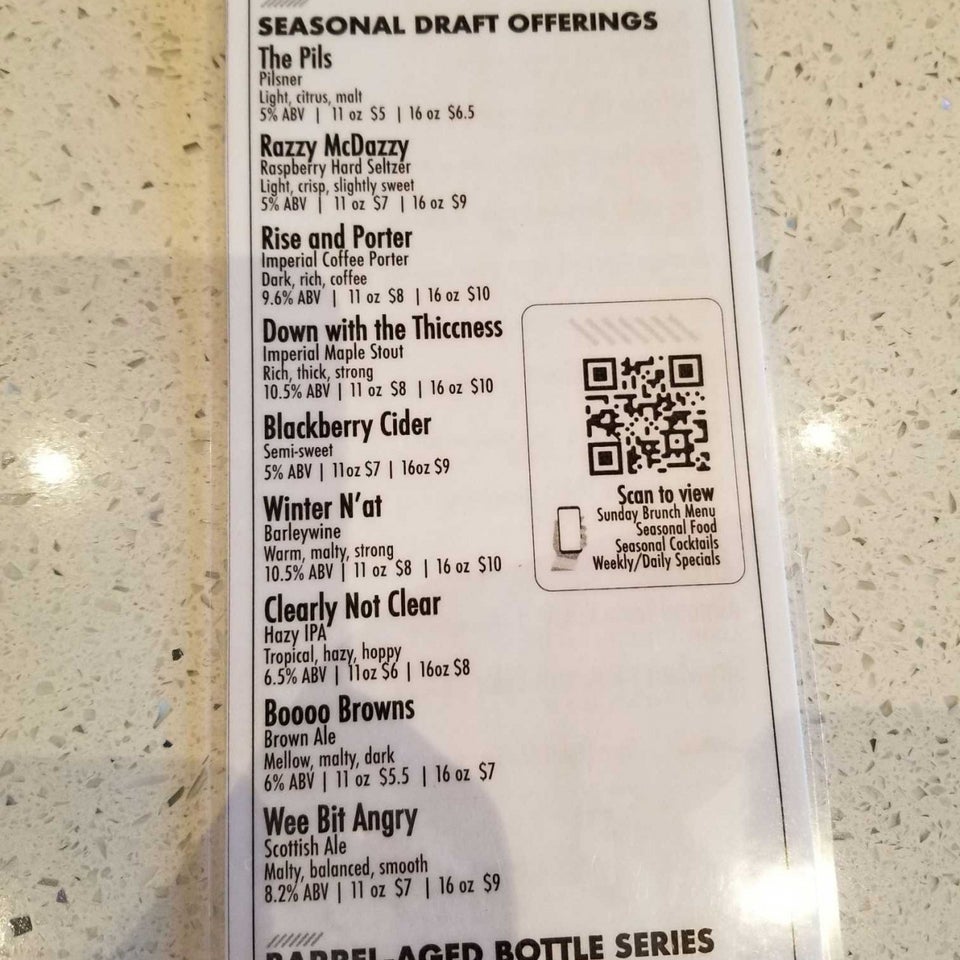 SEASONAL DRAFT OFFERINGS
The Pils
Pilsner
Light, citrus, malt
5% ABV | 11 oz $5 | 16 oz $6.5
Razzy McDazzy
Raspberry Hard Seltzer
Light, crisp, slightly sweet
5% ABV | 11 oz $7 | 16 oz $9
Rise and Porter
Imperial Coffee Porter
Dark, rich, coffee
9.6% ABV | 11 oz $8 | 16 oz $10
Down with the Thiccness
Imperial Maple Stout
Rich, thick, strong
10.5% ABV | 11 oz $8 | 16 oz $10
Blackberry Cider
Semi-sweet
5% ABV | 11oz $7 | 16oz $9
Winter N'at
Barleywine
Warm, malty, strong
10.5% ABV | 11 oz $8 | 16 oz $10
Clearly Not Clear
Hazy IPA
Tropical, hazy, hoppy
6.5% ABV | 11oz $6 | 16oz $8
Boooo Browns
Brown Ale
Mellow, malty, dark
6% ABV | 11 oz $5.5 | 16 oz $7
Wee Bit Angry
Scottish Ale
Malty, balanced, smooth
8.2% ABV | 11 oz $7 | 16 oz $9
Scan to view
Sunday Brunch Menu
Seasonal Food
Seasonal Cocktails
Weekly/Daily Specials
BARREL-AGED BOTTLE SERIES